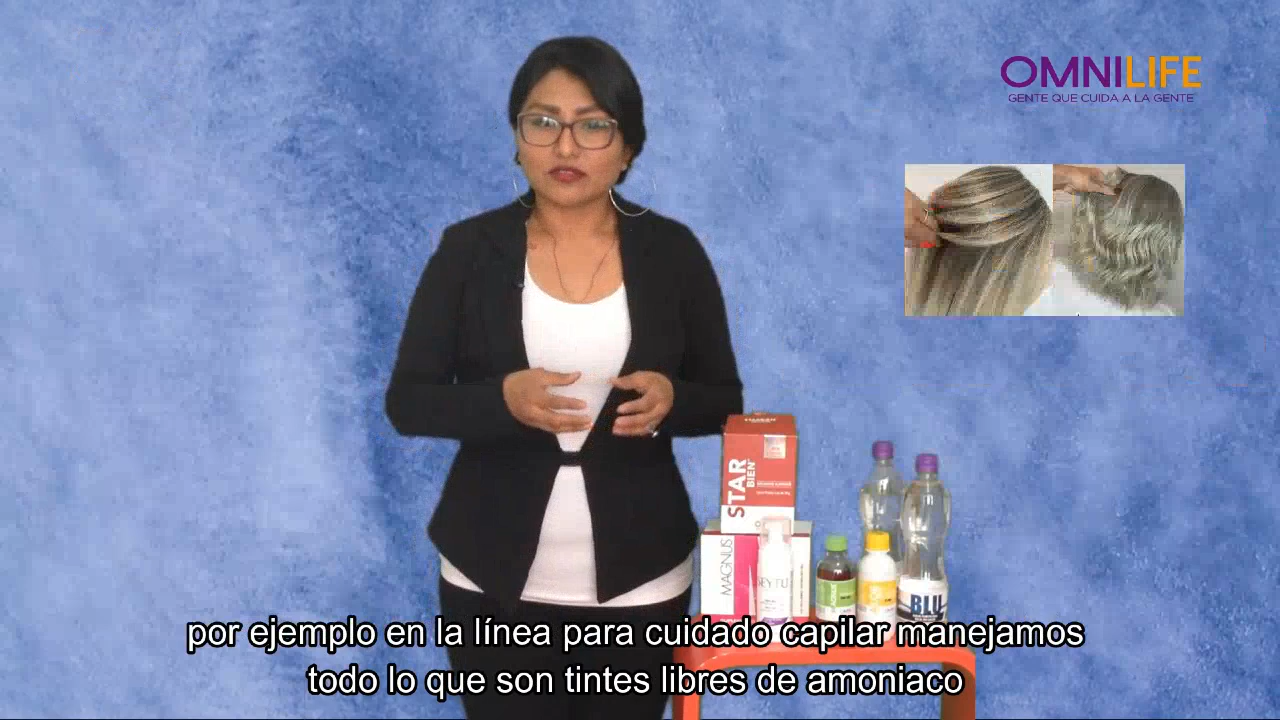 OMNILIFE
GENTE QUE CUIDA A LA GENTE
STAR
BIEN
MAGNUS
BLU
por ejemplo en la línea para cuidado capilar manejamos
todo lo que son tintes libres de amoniaco